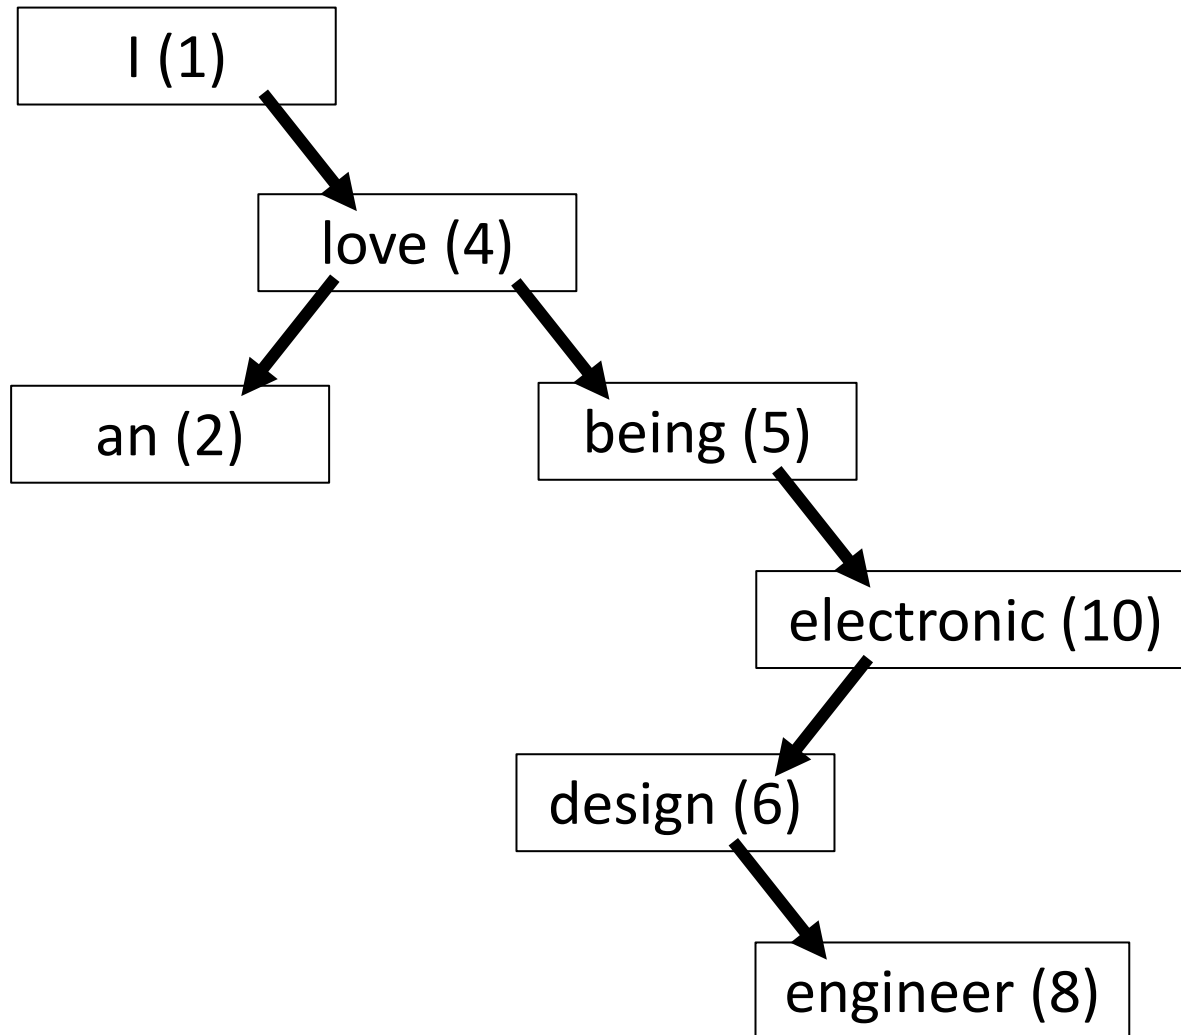 I (1)
love (4)
an (2)
being (5)
electronic (10)
design (6)
engineer (8)